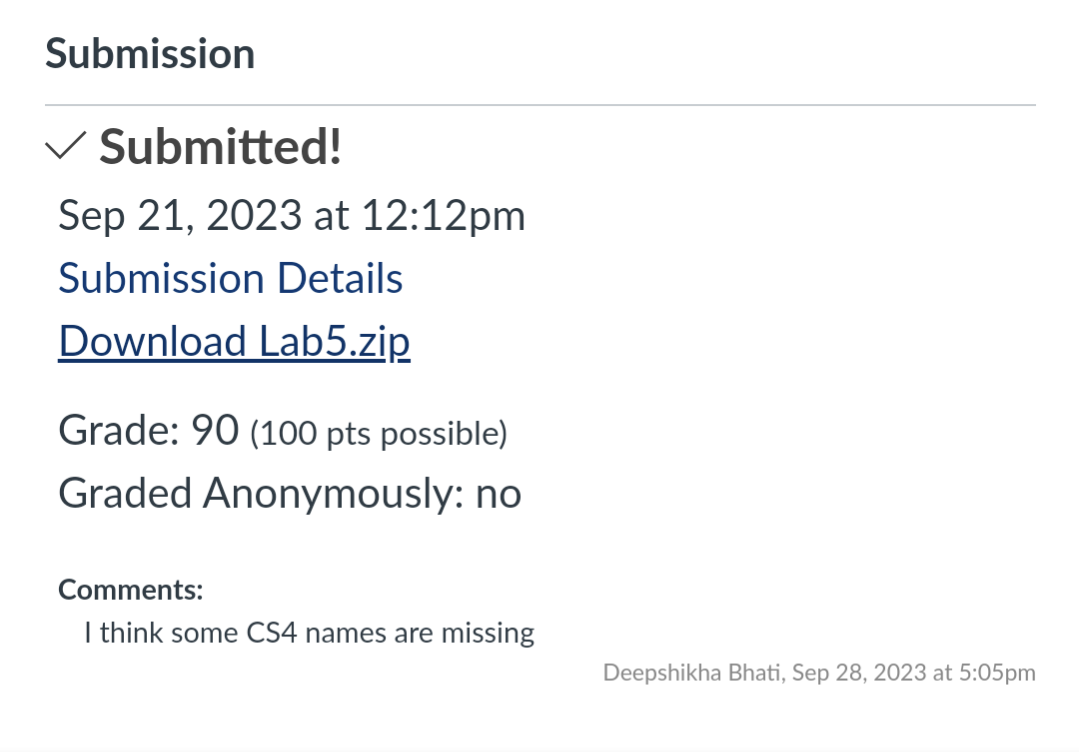 Submission
Submitted!
Sep 21, 2023 at 12:12pm
Submission Details
Download Lab5.zip
Grade: 90 (100 pts possible)
Graded Anonymously: no
Comments:
I think some CS4 names are missing
Deepshikha Bhati, Sep 28, 2023 at 5:05pm